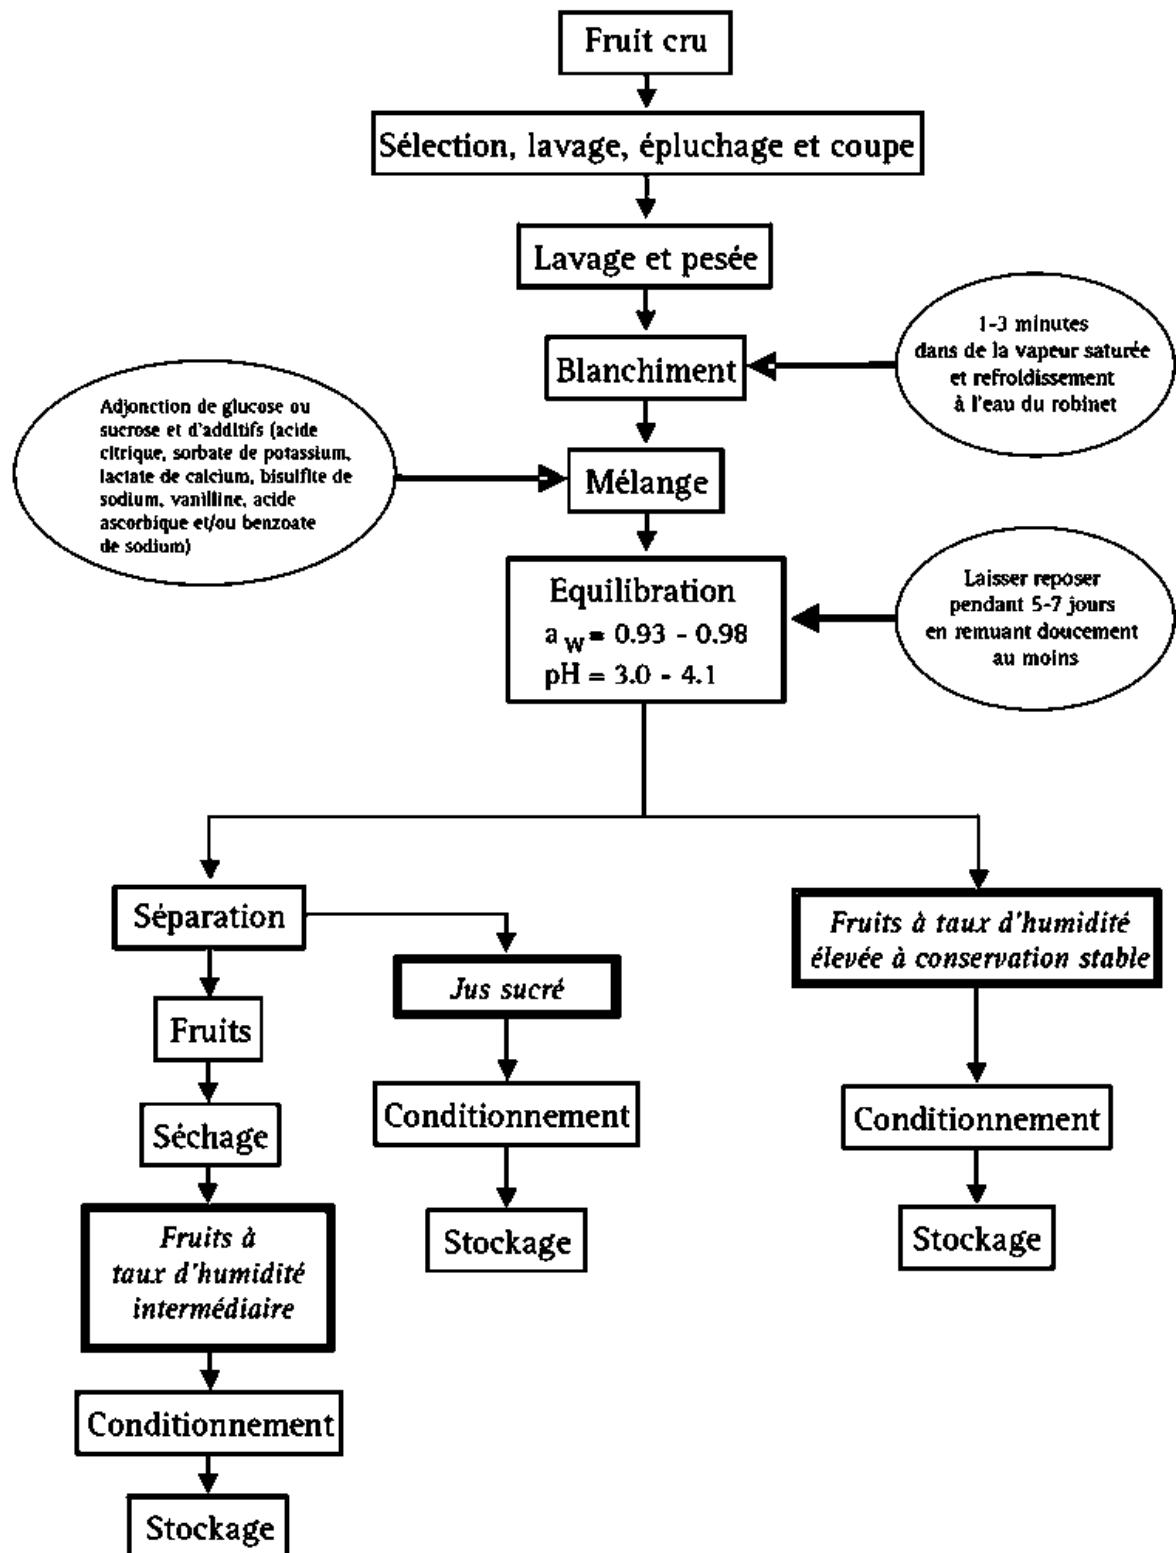 Fruit cru
Sélection, lavage, épluchage et coupe
Lavage et pesée
1-3 minutes
dans de la vapeur saturée
et refroidissement
à l'eau du robinet
Blanchiment
Adjonction de glucose ou
sucrose et d'additifs (acide
citrique, sorbate de potassium,
lactate de calcium, bisulfite de
sodium, vanilline, acide
ascorbique et/ou benzoate
de sodium)
Mélange
Equilibration
a w = 0.93 - 0.98
pH = 3.0 - 4.1
Laisser reposer
pendant 5-7 jours
en remuant doucement
au moins
Séparation
Fruits
Séchage
Fruits à
taux d'humidité
intermédiaire
Conditionnement
Stockage
Jus sucré
Conditionnement
Stockage
Fruits à taux d'humidité
élevée à conservation stable
Conditionnement
Stockage